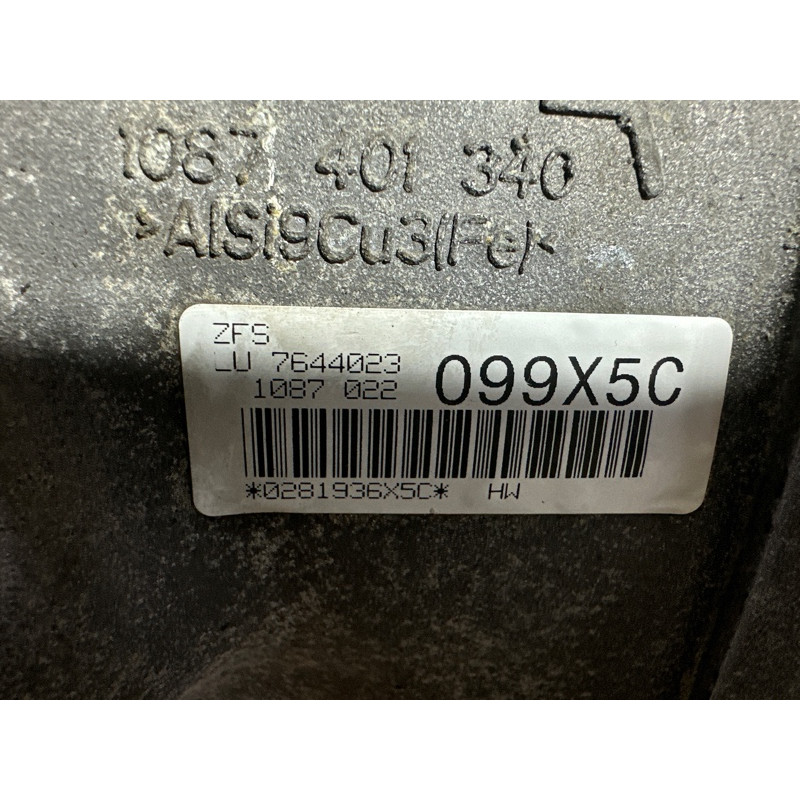 1087 401 340
>AlSi9Cu3(Fe)<
ZFS
LU 7644023
1087 022
099X5C
*0281936X5C* HW